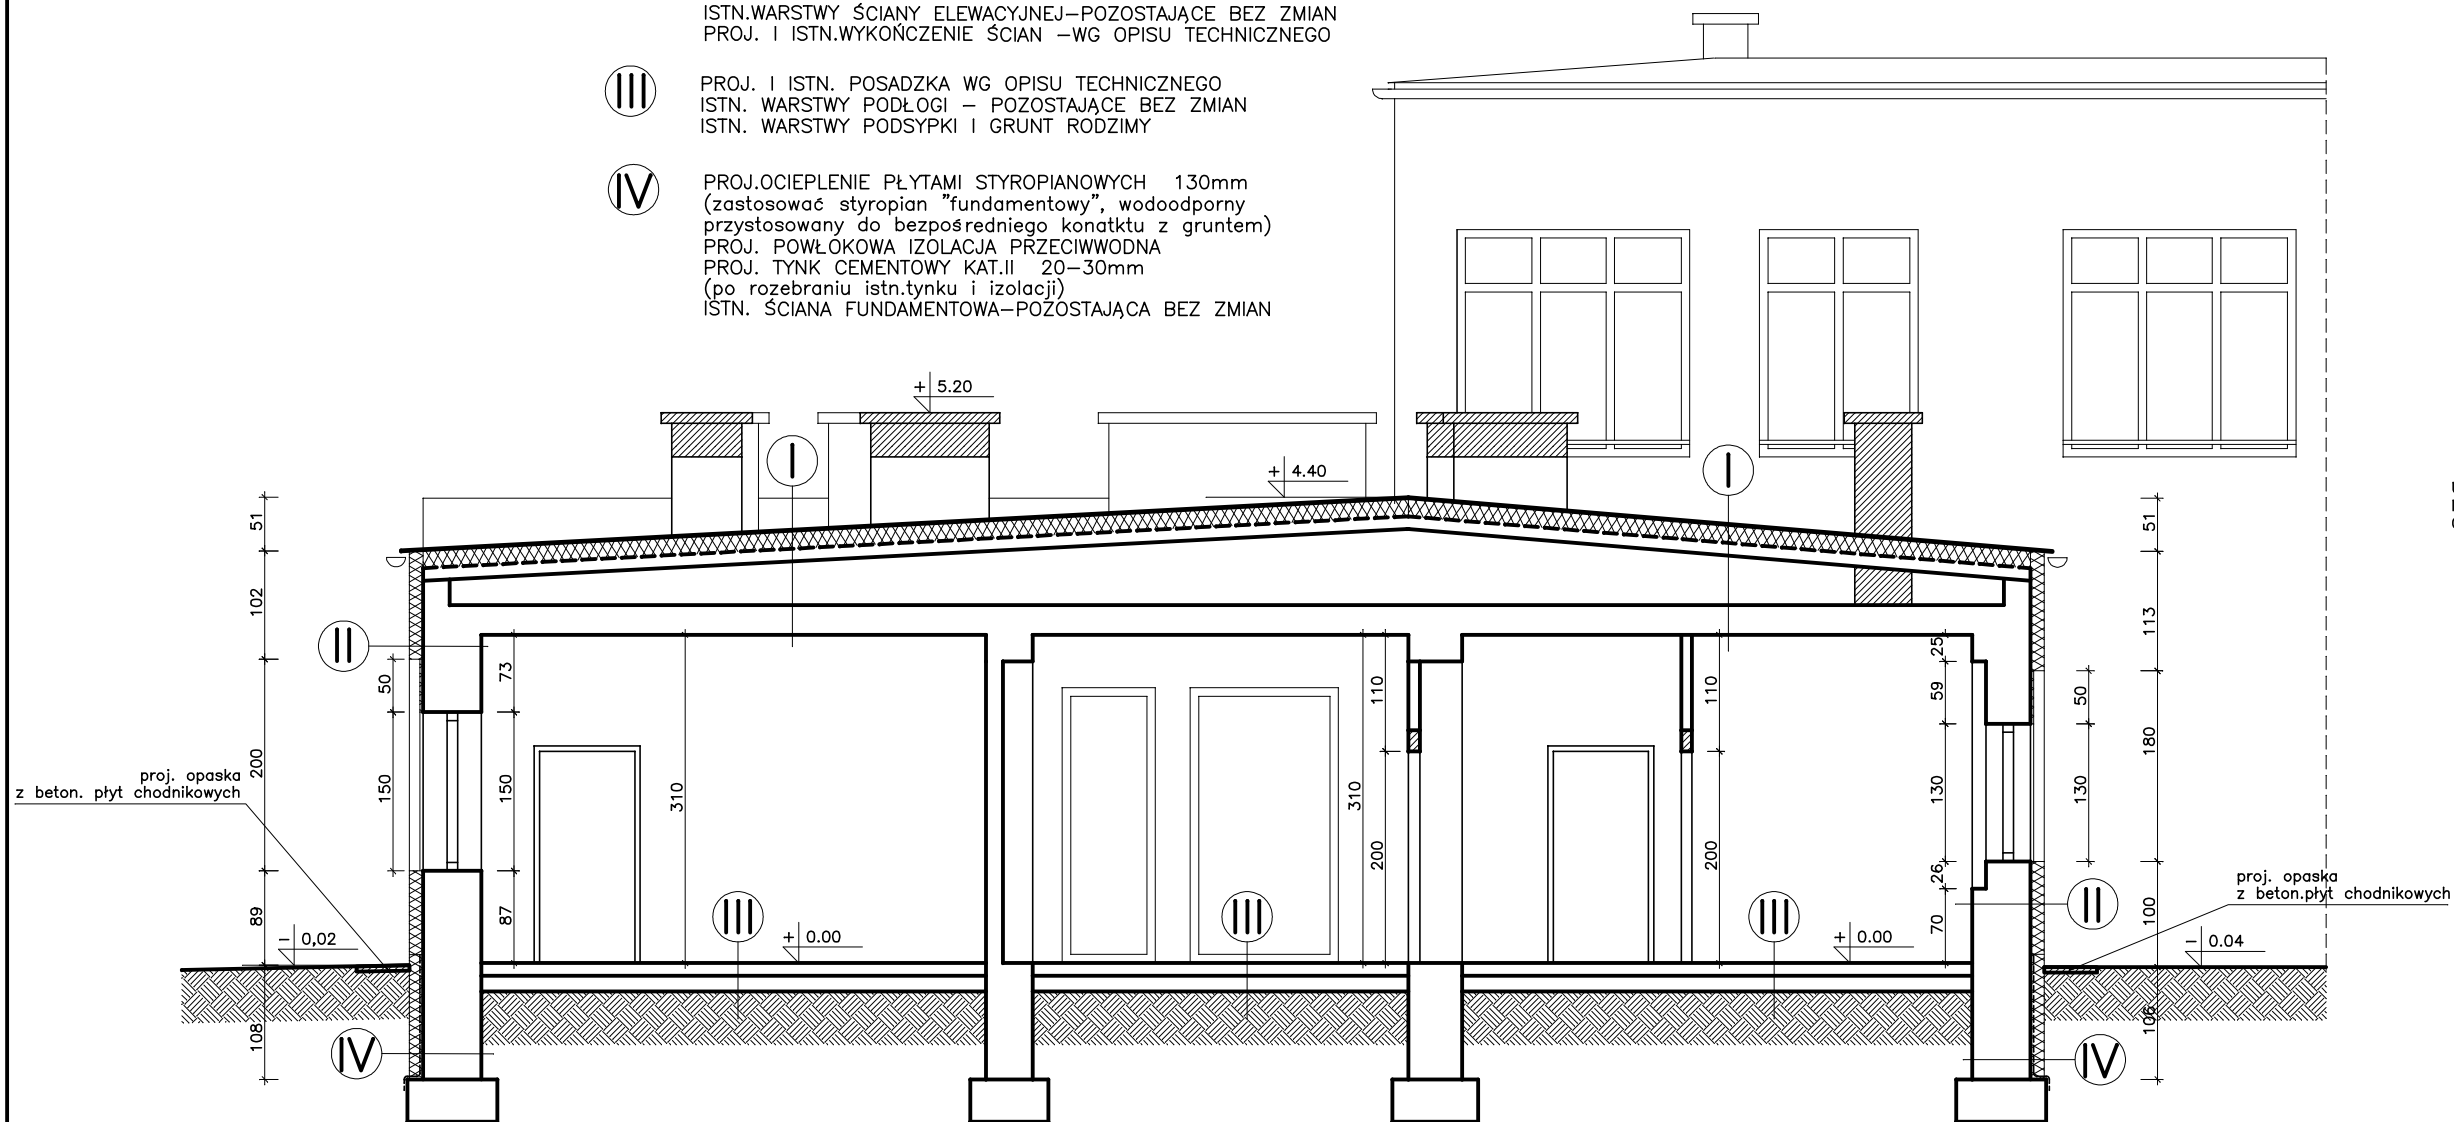 ISTN.WARSTWY ŚCIANY ELEWACYJNEJ–POZOSTAJĄCE BEZ ZMIAN
PROJ. I ISTN.WYKOŃCZENIE ŚCIAN –WG OPISU TECHNICZNEGO
III
PROJ. I ISTN. POSADZKA WG OPISU TECHNICZNEGO
ISTN. WARSTWY PODŁOGI – POZOSTAJĄCE BEZ ZMIAN
ISTN. WARSTWY PODSYPKI I GRUNT RODZIMY
IV
PROJ.OCIEPLENIE PŁYTAMI STYROPIANOWYCH 130mm
(zastosować styropian "fundamentowy", wodoodporny
przystosowany do bezpośredniego konatktu z gruntem)
PROJ. POWŁOKOWA IZOLACJA PRZECIWWODNA
PROJ. TYNK CEMENTOWY KAT.II 20–30mm
(po rozebraniu istn.tynku i izolacji)
ISTN. ŚCIANA FUNDAMENTOWA–POZOSTAJĄCA BEZ ZMIAN
+ 5.20
I
+ 4.40
I
51
102
200
89
108
II
50
150
73
150
87
310
310
110
200
110
200
25
59
130
26
70
50
130
51
113
180
100
106
proj. opaska
z beton. płyt chodnikowych
– 0,02
III
+ 0.00
III
III
+ 0.00
II
proj. opaska
z beton.płyt chodnikowych
– 0.04
IV
IV